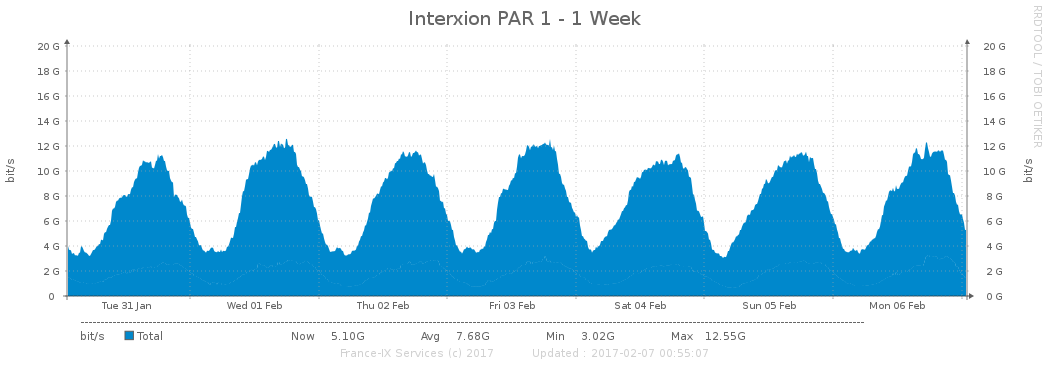 Interxion PAR 1 - 1 Week
RRDTOOL / TOBI OETIKER
bit/s
20 G 20 G
18 G 18 G
16 G 16 G
14 G 14 G
12 G 12 G
10 G 10 G
8 G 8 G
6 G 6 G
4 G 4 G
2 G 2 G
0 0 G
bit/s
Tue 31 Jan Wed 01 Feb Thu 02 Feb Fri 03 Feb Sat 04 Feb Sun 05 Feb Mon 06 Feb
bit/s Total Now 5.10G Avg 7.68G Min 3.02G Max 12.55G
France-IX Services (c) 2017 Updated : 2017-02-07 00:55:07